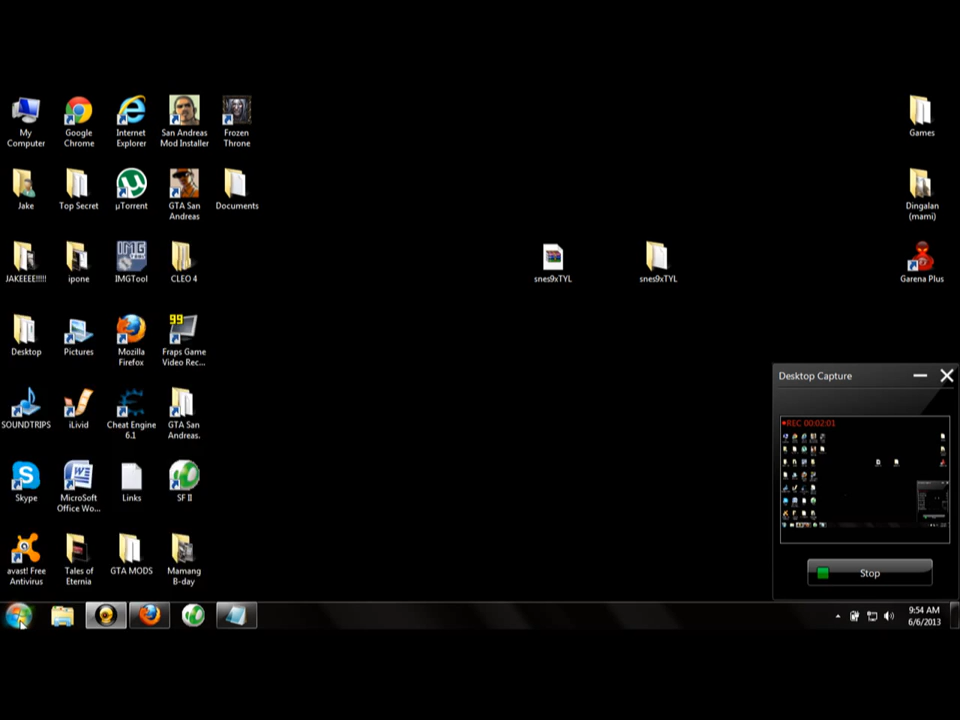 My Computer
Google Chrome
Internet Explorer
San Andreas Mod Installer
Frozen Throne
Games
Jake
Top Secret
µTorrent
GTA San Andreas
Documents
Dingalan (mami)
JAKEEEE!!!!!
ipone
IMG
IMGTool
CLEO 4
snes9xTYL
snes9xTYL
Garena Plus
Desktop
Pictures
Mozilla Firefox
99
Fraps Game Video Rec...
Desktop Capture
SOUNDTRIPS
iLivid
Cheat Engine 6.1
GTA San Andreas.
REC 00:02:01
Skype
MicroSoft Office Wo...
Links
SF II
avast! Free Antivirus
Tales of Eternia
GTA MODS
Mamang B-day
Stop
9:54 AM
6/6/2013